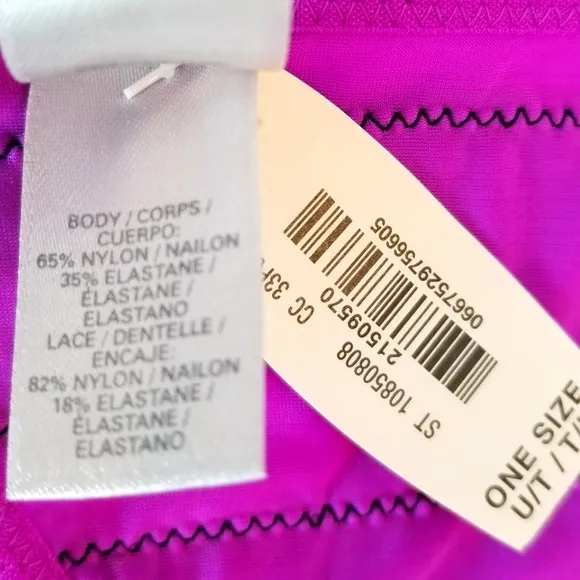 BODY / CORPS /
CUERPO:
65% NYLON / NAILON
35% ELASTANE /
ÉLASTANE /
ELASTANO
LACE / DENTELLE /
ENCAJE:
82% NYLON / NAILON
18% ELASTANE /
ÉLASTANE /
ELASTANO
0667529756605
21509570 CC
ST 10850808
ONE SIZE
U/T / T/